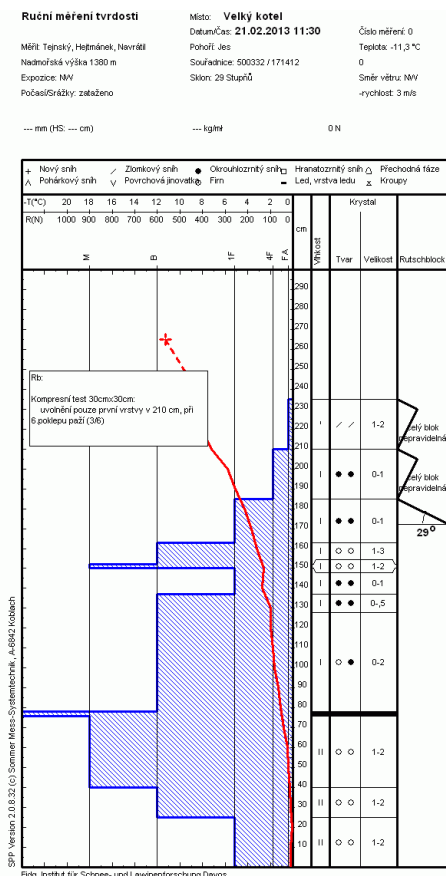 Ruční měření tvrdosti
Místo: Velký kotel
Datum/Čas: 21.02.2013 11:30
Číslo měření: 0
Měřil: Tejnský, Hejtmánek, Navrátil
Pohoří: Jes
Teplota: -11,3°C
Nadmořská výška 1380 m
Souřadnice: 500332 / 171412
0
Expozice: NW
Sklon: 29 Stupňů
Směr větru: NW
Počasí/Srážky: zataženo
-rychlost: 3 m/s
--- mm (HS: --- cm)
--- kg/m²
0 N
+ Nový sníh
Zlomkový sníh
Okrouhlozrnitý sníh
Hranatozrnitý sníh
Přechodná fáze
Pohárkový sníh
Povrchová jinovatka
Firn
Led, vrstva ledu
Kroupy
-T(°C) 20 18 16 14 12 10 8 6 4 2 0
R(N) 1000 900 800 700 600 500 400 300 200 100 0
cm
Vlhkost
Krystal
Tvar
Velikost
Rutschblock
M B 1F 4F FA
290
280
270
260
250
240
230
220
210
200
190
180
170
160
150
140
130
120
110
100
90
80
70
60
50
40
30
20
10
Rb:
Kompresní test 30cmx30cm:
uvolnění pouze první vrstvy v 210 cm, při
6.poklepu paží (3/6)
I / / 1-2
celý blok
nepravidelná
I 0-1
celý blok
nepravidelná
I 0-1
29°
I 1-3
I 1-2
I 0-1
I 0-,5
I 0-2
II 1-2
II 1-2
II 1-2
SPP Version 2.0.8.32 (c) Sommer Mess-Systemtechnik, A-6842 Koblach
Eidg. Institut für Schnee- und Lawinenforschung Davos